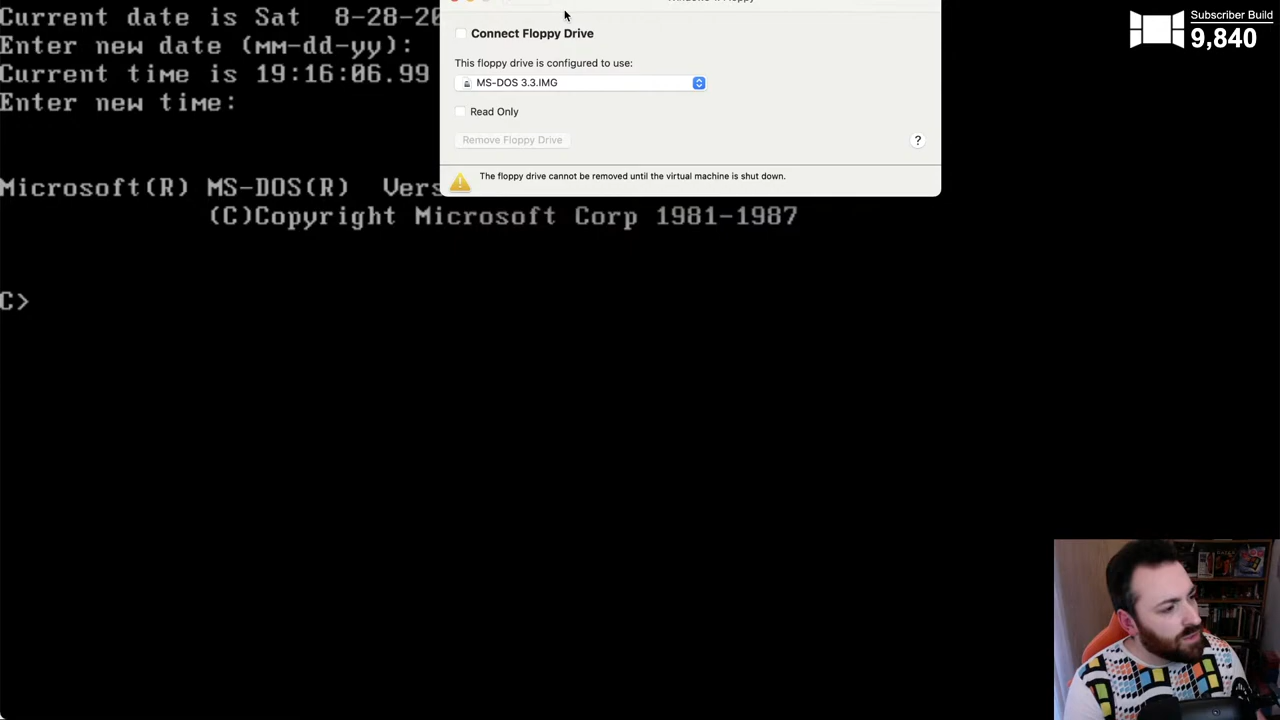 Current date is Sat 8-28-20
Enter new date (mm-dd-yy):
Current time is 19:16:06.99
Enter new time:
Connect Floppy Drive
This floppy drive is configured to use:
MS-DOS 3.3.IMG
Read Only
Remove Floppy Drive
?
The floppy drive cannot be removed until the virtual machine is shut down.
Microsoft(R) MS-DOS(R) Vers
(C)Copyright Microsoft Corp 1981-1987
C>
Subscriber Build
9,840